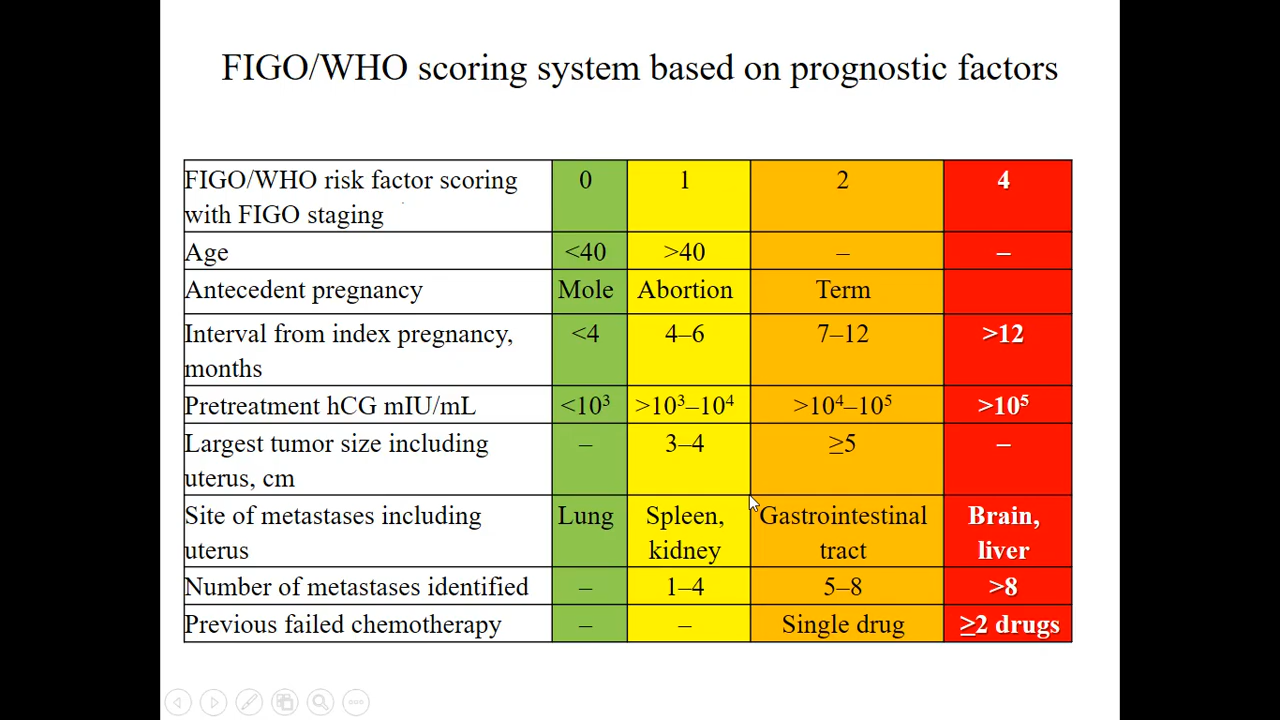 FIGO/WHO scoring system based on prognostic factors
FIGO/WHO risk factor scoring with FIGO staging 0 1 2 4
Age <40 >40 – –
Antecedent pregnancy Mole Abortion Term
Interval from index pregnancy, months <4 4–6 7–12 >12
Pretreatment hCG mIU/mL <10³ >10³–10⁴ >10⁴–10⁵ >10⁵
Largest tumor size including uterus, cm – 3–4 ≥5 –
Site of metastases including uterus Lung Spleen, kidney Gastrointestinal tract Brain, liver
Number of metastases identified – 1–4 5–8 >8
Previous failed chemotherapy – – Single drug ≥2 drugs